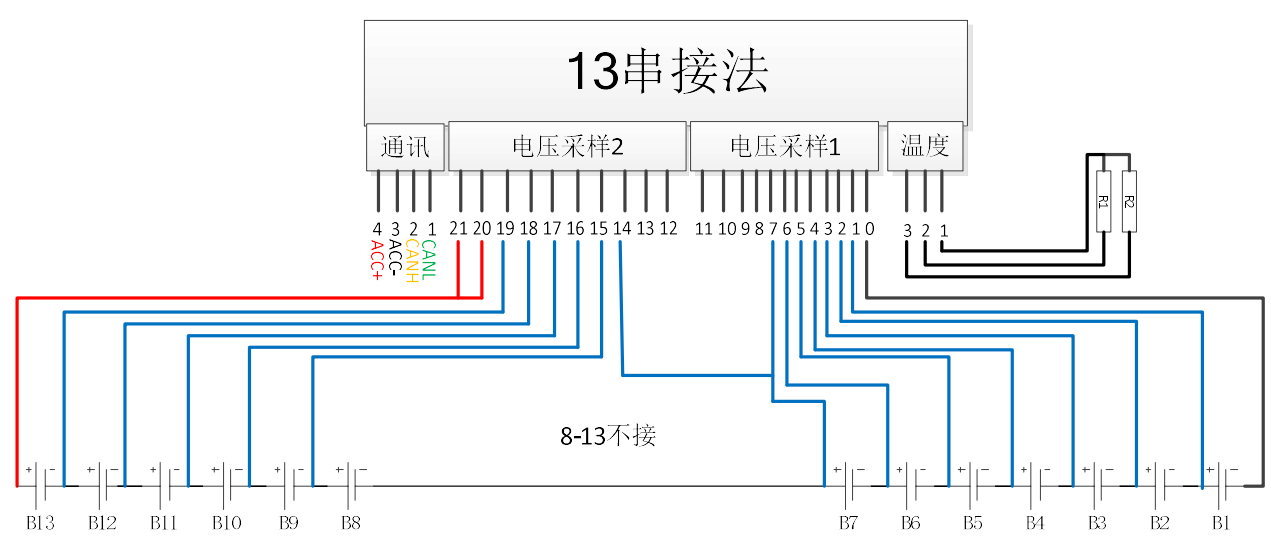 13串接法
通讯 电压采样2 电压采样1 温度
4 3 2 1 21 20 19 18 17 16 15 14 13 12 11 10 9 8 7 6 5 4 3 2 1 0 3 2 1
ACC+ ACC- CANH CANL
R1 R2
8-13不接
+ - + - + - + - + - + - + - + - + - + - + - + - + -
B13 B12 B11 B10 B9 B8 B7 B6 B5 B4 B3 B2 B1